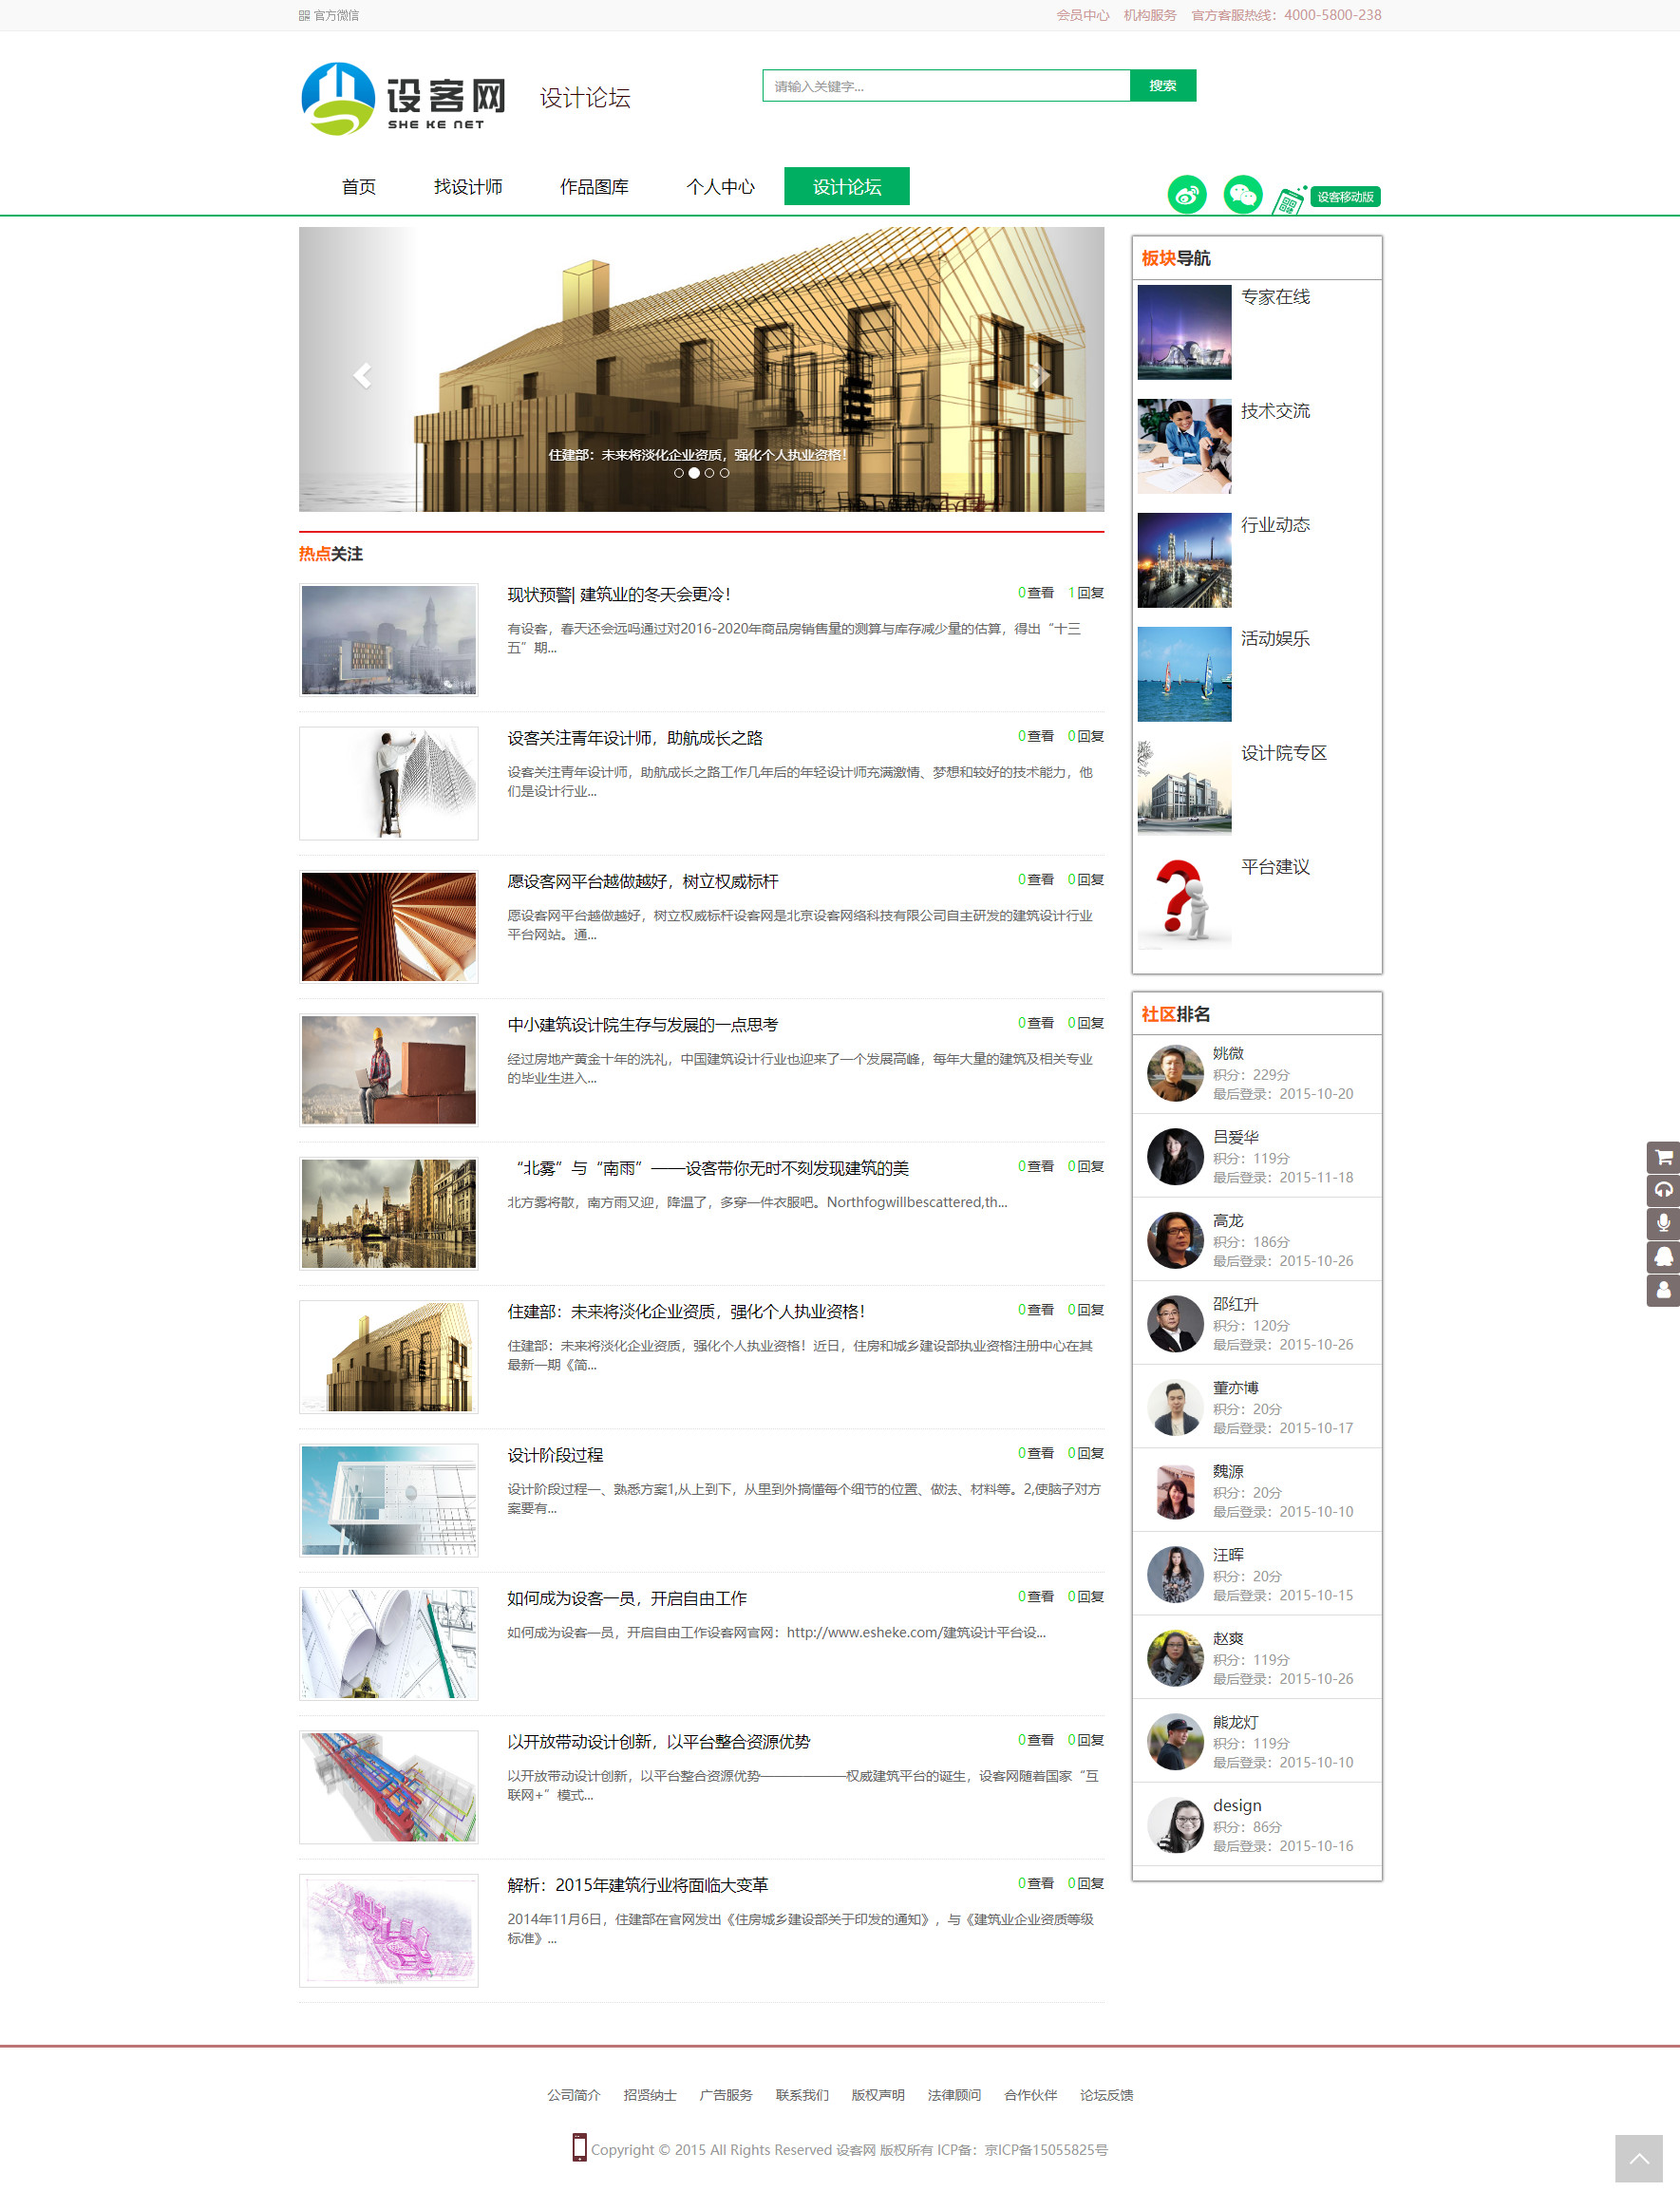 官方微信
会员中心 机构服务 官方客服热线：4000-5800-238
设客网
SHE KE NET
设计论坛
请输入关键字...
搜索
首页 找设计师 作品图库 个人中心 设计论坛
设客移动版
住建部：未来将淡化企业资质，强化个人执业资格！
热点关注
现状预警| 建筑业的冬天会更冷！
0查看 1回复
有设客，春天还会远吗通过对2016-2020年商品房销售量的测算与库存减少量的估算，得出“十三
五”期...
设客关注青年设计师，助航成长之路
0查看 0回复
设客关注青年设计师，助航成长之路工作几年后的年轻设计师充满激情、梦想和较好的技术能力，他
们是设计行业...
愿设客网平台越做越好，树立权威标杆
0查看 0回复
愿设客网平台越做越好，树立权威标杆设客网是北京设客网络科技有限公司自主研发的建筑设计行业
平台网站。通...
中小建筑设计院生存与发展的一点思考
0查看 0回复
经过房地产黄金十年的洗礼，中国建筑设计行业也迎来了一个发展高峰，每年大量的建筑及相关专业
的毕业生进入...
“北雾”与“南雨”——设客带你无时不刻发现建筑的美
0查看 0回复
北方雾将散，南方雨又迎，降温了，多穿一件衣服吧。Northfogwillbescattered,th...
住建部：未来将淡化企业资质，强化个人执业资格！
0查看 0回复
住建部：未来将淡化企业资质，强化个人执业资格！近日，住房和城乡建设部执业资格注册中心在其
最新一期《简...
设计阶段过程
0查看 0回复
设计阶段过程一、熟悉方案1,从上到下，从里到外搞懂每个细节的位置、做法、材料等。2,使脑子对方
案要有...
如何成为设客一员，开启自由工作
0查看 0回复
如何成为设客一员，开启自由工作设客网官网：http://www.esheke.com/建筑设计平台设...
以开放带动设计创新，以平台整合资源优势
0查看 0回复
以开放带动设计创新，以平台整合资源优势——————权威建筑平台的诞生，设客网随着国家“互
联网+”模式...
解析：2015年建筑行业将面临大变革
0查看 0回复
2014年11月6日，住建部在官网发出《住房城乡建设部关于印发的通知》，与《建筑业企业资质等级
标准》...
板块导航
专家在线
技术交流
行业动态
活动娱乐
设计院专区
平台建议
社区排名
姚微
积分：229分
最后登录：2015-10-20
吕爱华
积分：119分
最后登录：2015-11-18
高龙
积分：186分
最后登录：2015-10-26
邵红升
积分：120分
最后登录：2015-10-26
董亦博
积分：20分
最后登录：2015-10-17
魏源
积分：20分
最后登录：2015-10-10
汪晖
积分：20分
最后登录：2015-10-15
赵爽
积分：119分
最后登录：2015-10-26
熊龙灯
积分：119分
最后登录：2015-10-10
design
积分：86分
最后登录：2015-10-16
公司简介 招贤纳士 广告服务 联系我们 版权声明 法律顾问 合作伙伴 论坛反馈
Copyright © 2015 All Rights Reserved 设客网 版权所有 ICP备：京ICP备15055825号